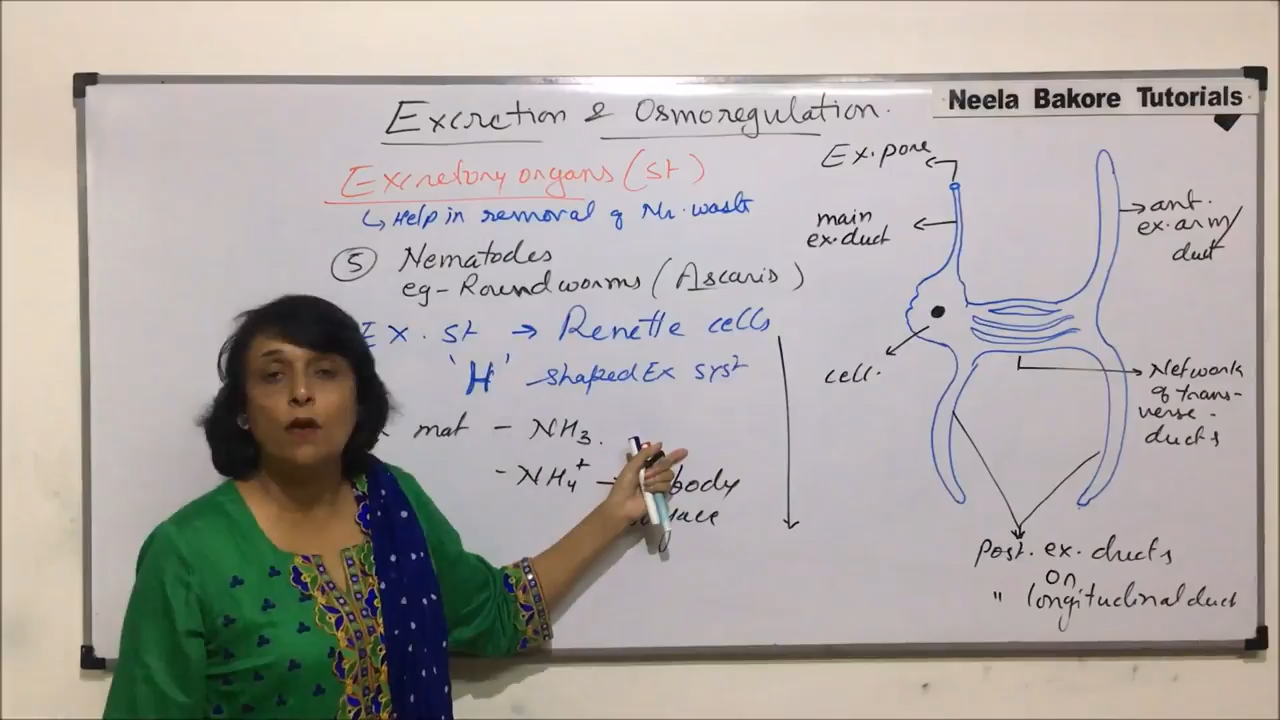 Neela Bakore Tutorials
Excretion & Osmoregulation.
Excretory organs (st)
↳ Help in removal of Nr. waste
⑤ Nematodes
eg - Roundworms (Ascaris)
Ex. st → Renette cells
'H' shaped Ex syst
mat - NH3.
- NH4+ → body
Ex. pore
main
ex. duct
cell.
ant.
ex. arm/
duct
Network
of trans-
verse -
ducts
Post. ex. ducts
or
" longitudinal duct